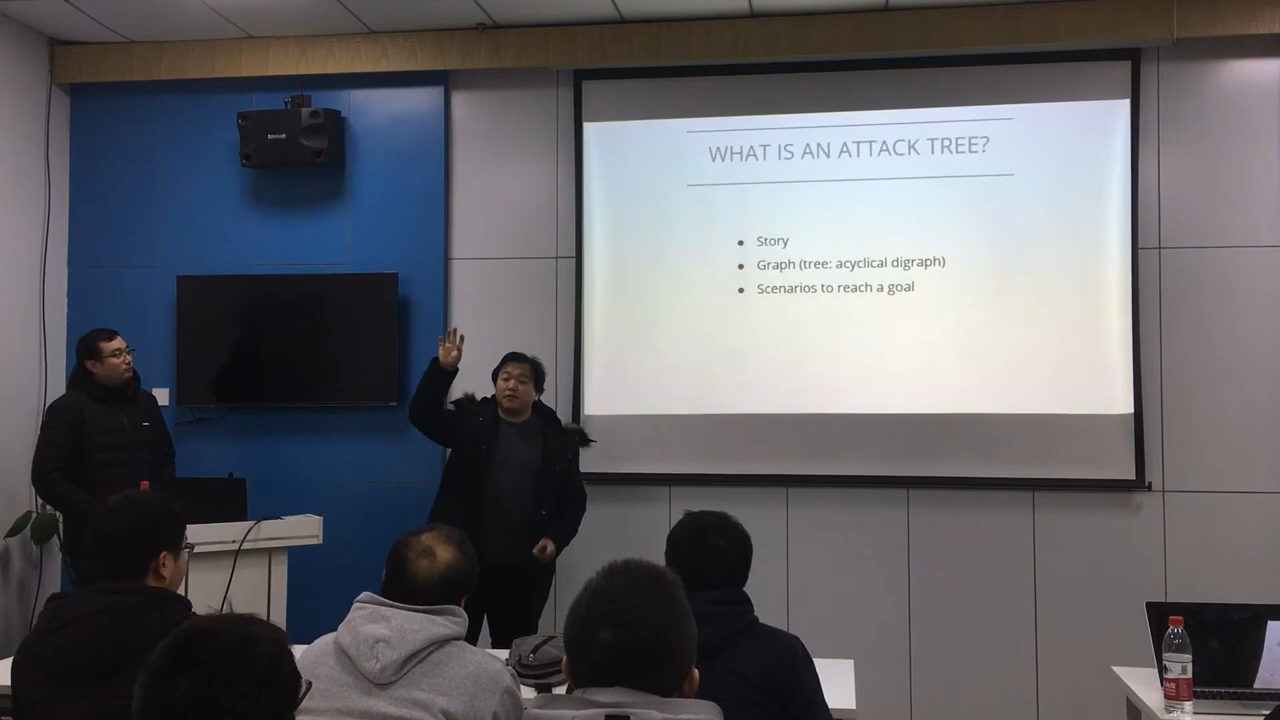 WHAT IS AN ATTACK TREE?
● Story
● Graph (tree: acyclical digraph)
● Scenarios to reach a goal